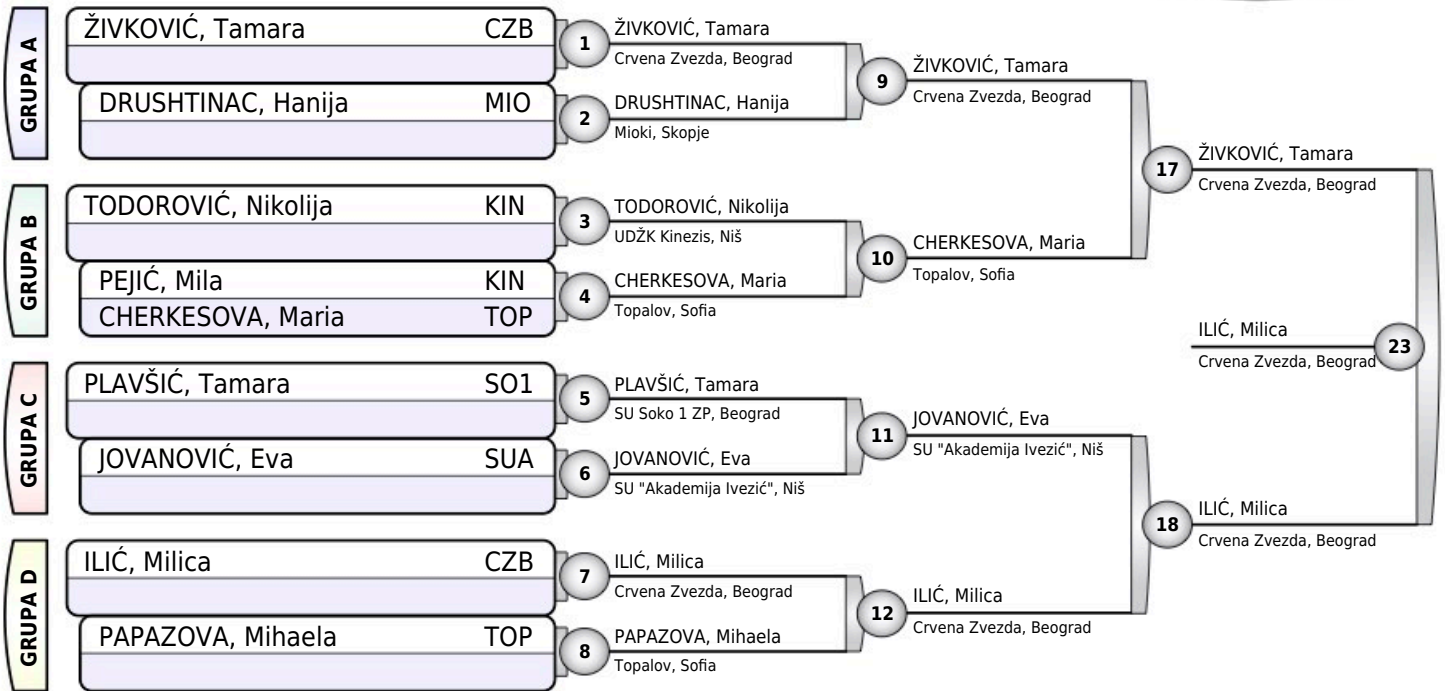 GRUPA A
ŽIVKOVIĆ, Tamara CZB
DRUSHTINAC, Hanija MIO
1
ŽIVKOVIĆ, Tamara
Crvena Zvezda, Beograd
2
DRUSHTINAC, Hanija
Mioki, Skopje
9
ŽIVKOVIĆ, Tamara
Crvena Zvezda, Beograd
GRUPA B
TODOROVIĆ, Nikolija KIN
PEJIĆ, Mila KIN
CHERKESOVA, Maria TOP
3
TODOROVIĆ, Nikolija
UDŽK Kinezis, Niš
4
CHERKESOVA, Maria
Topalov, Sofia
10
CHERKESOVA, Maria
Topalov, Sofia
17
ŽIVKOVIĆ, Tamara
Crvena Zvezda, Beograd
GRUPA C
PLAVŠIĆ, Tamara SO1
JOVANOVIĆ, Eva SUA
5
PLAVŠIĆ, Tamara
SU Soko 1 ZP, Beograd
6
JOVANOVIĆ, Eva
SU "Akademija Ivezić", Niš
11
JOVANOVIĆ, Eva
SU "Akademija Ivezić", Niš
GRUPA D
ILIĆ, Milica CZB
PAPAZOVA, Mihaela TOP
7
ILIĆ, Milica
Crvena Zvezda, Beograd
8
PAPAZOVA, Mihaela
Topalov, Sofia
12
ILIĆ, Milica
Crvena Zvezda, Beograd
18
ILIĆ, Milica
Crvena Zvezda, Beograd
ILIĆ, Milica
Crvena Zvezda, Beograd
23